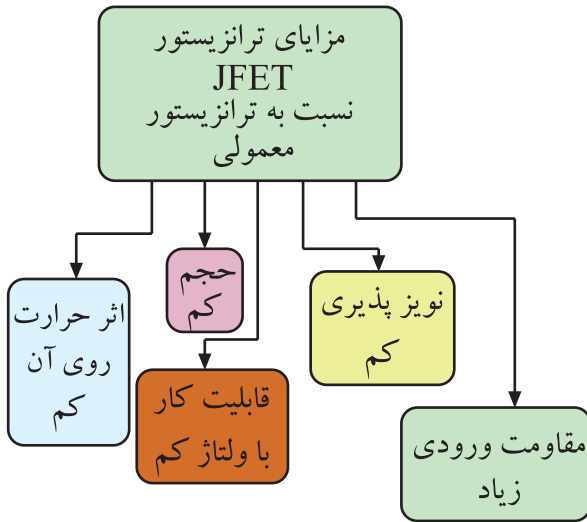 مزایای ترانزیستور
JFET
نسبت به ترانزیستور
معمولی
مقاومت ورودی
زیاد
نویز پذیری
کم
قابلیت کار
با ولتاژ کم
حجم
کم
اثر حرارت
روی آن
کم